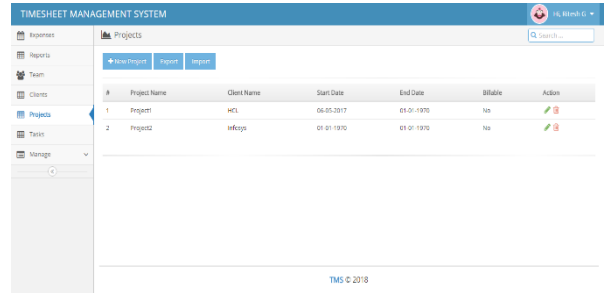 TIMESHEET MANAGEMENT SYSTEM
Hi, Ritesh G
Expenses
Projects
Search ...
Reports
New Project Export Import
Team
Clients
# Project Name Client Name Start Date End Date Billable Action
Projects
1 Project1 HCL 06-05-2017 01-01-1970 No
Tasks
2 Project2 Infosys 01-01-1970 01-01-1970 No
Manage
TMS © 2018